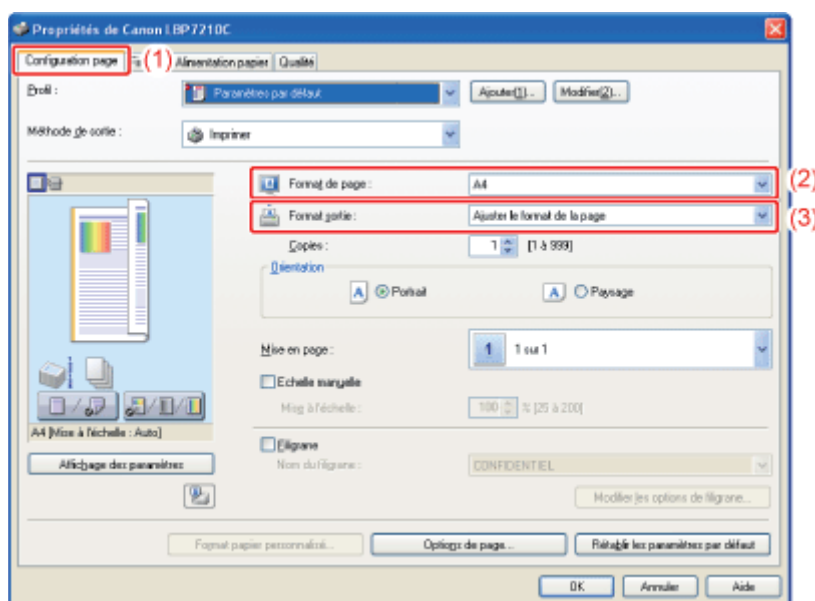 Propriétés de Canon LBP7210C
Configuration page (1) Alimentation papier Qualité
Profil : Paramètres par défaut Ajouter(1)... Modifier(2)...
Méthode de sortie : Imprimer
Format de page : A4 (2)
Format sortie : Ajuster le format de la page (3)
Copies : 1 [1 à 999]
Orientation
A Portrait A Paysage
Mise en page : 1 1 sur 1
Echelle manuelle
Mise à l'échelle : 100 % [25 à 200]
A4 [Mise à l'échelle : Auto]
Filigrane
Affichage des paramètres
Nom du filigrane : CONFIDENTIEL
Modifier les options de filigrane...
Format papier personnalisé... Options de page... Rétablir les paramètres par défaut
OK Annuler Aide